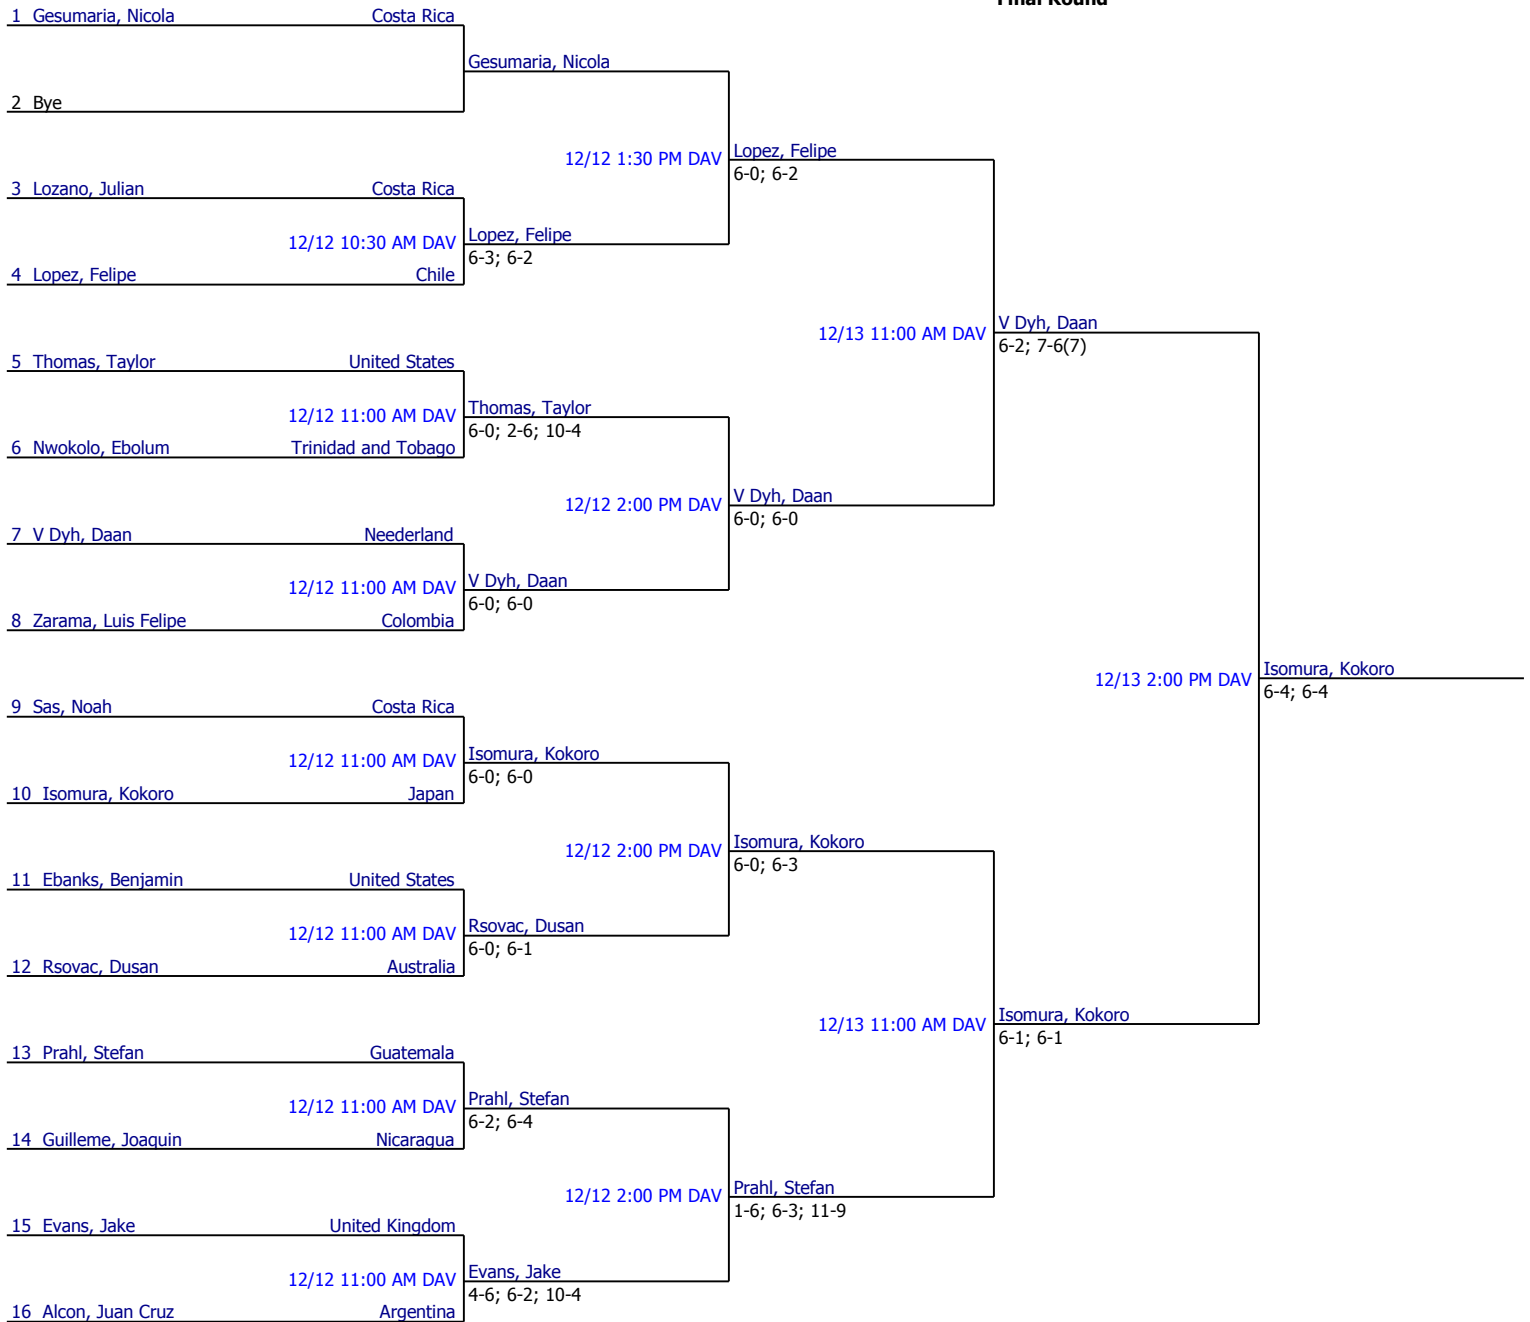 Final Round
1 Gesumaria, Nicola Costa Rica
Gesumaria, Nicola
2 Bye
12/12 1:30 PM DAV Lopez, Felipe
6-0; 6-2
3 Lozano, Julian Costa Rica
12/12 10:30 AM DAV Lopez, Felipe
6-3; 6-2
4 Lopez, Felipe Chile
12/13 11:00 AM DAV V Dyh, Daan
6-2; 7-6(7)
5 Thomas, Taylor United States
12/12 11:00 AM DAV Thomas, Taylor
6-0; 2-6; 10-4
6 Nwokolo, Ebolum Trinidad and Tobago
12/12 2:00 PM DAV V Dyh, Daan
6-0; 6-0
7 V Dyh, Daan Neederland
12/12 11:00 AM DAV V Dyh, Daan
6-0; 6-0
8 Zarama, Luis Felipe Colombia
12/13 2:00 PM DAV Isomura, Kokoro
6-4; 6-4
9 Sas, Noah Costa Rica
12/12 11:00 AM DAV Isomura, Kokoro
6-0; 6-0
10 Isomura, Kokoro Japan
12/12 2:00 PM DAV Isomura, Kokoro
6-0; 6-3
11 Ebanks, Benjamin United States
12/12 11:00 AM DAV Rsovac, Dusan
6-0; 6-1
12 Rsovac, Dusan Australia
12/13 11:00 AM DAV Isomura, Kokoro
6-1; 6-1
13 Prahl, Stefan Guatemala
12/12 11:00 AM DAV Prahl, Stefan
6-2; 6-4
14 Guilleme, Joaquin Nicaragua
12/12 2:00 PM DAV Prahl, Stefan
1-6; 6-3; 11-9
15 Evans, Jake United Kingdom
12/12 11:00 AM DAV Evans, Jake
4-6; 6-2; 10-4
16 Alcon, Juan Cruz Argentina